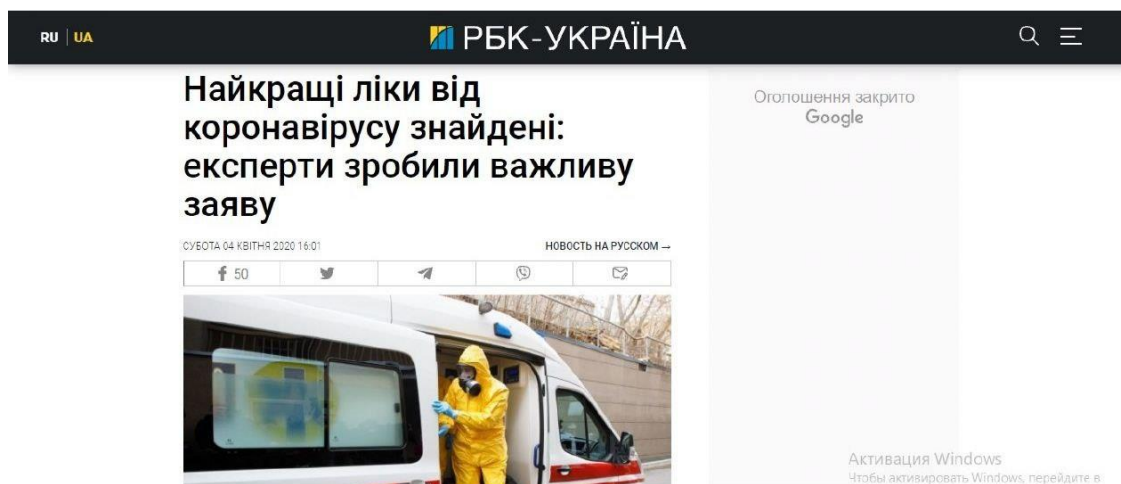 RU | UA
РБК-УКРАЇНА
Найкращі ліки від
коронавірусу знайдені:
експерти зробили важливу
заяву
СУБОТА 04 КВІТНЯ 2020 16:01
НОВОСТЬ НА РУССКОМ →
50
Оголошення закрито
Google
Активация Windows
Чтобы активировать Windows, перейдите в